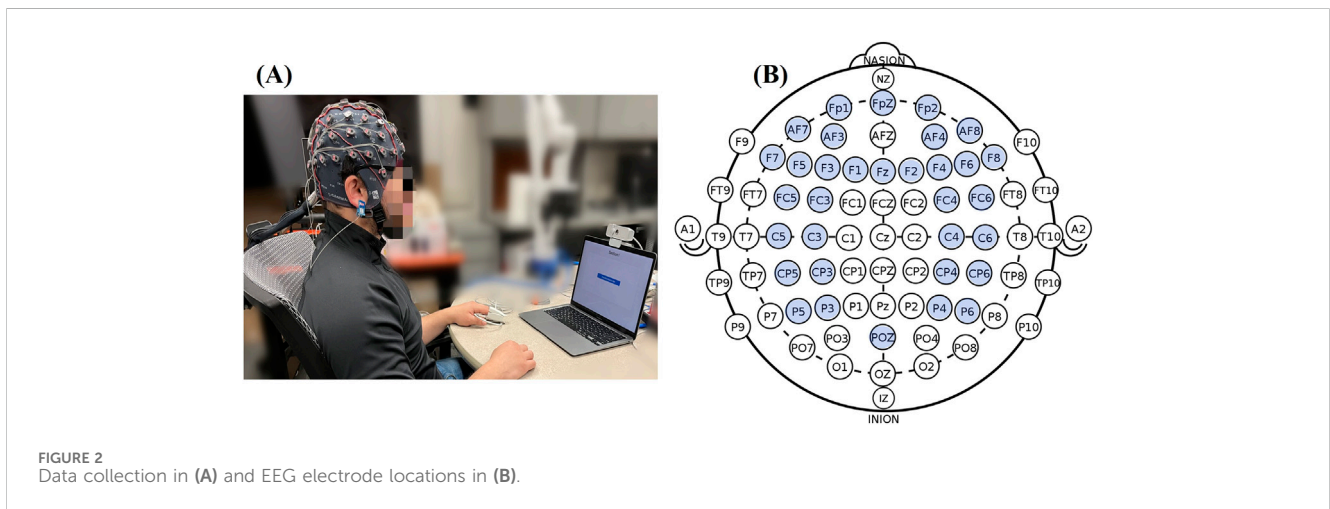 (A)
(B)
NASION
NZ
Fp1 FpZ Fp2
AF7 AF3 AFZ AF4 AF8
F9 F10
F7 F5 F3 F1 Fz F2 F4 F6 F8
FT9 FT7 FC5 FC3 FC1 FCZ FC2 FC4 FC6 FT8 FT10
A1 T9 T7 C5 C3 C1 Cz C2 C4 C6 T8 T10 A2
TP9 TP7 CP5 CP3 CP1 CPZ CP2 CP4 CP6 TP8 TP10
P9 P7 P5 P3 P1 Pz P2 P4 P6 P8 P10
PO7 PO3 POZ PO4 PO8
O1 OZ O2
IZ
INION
FIGURE 2
Data collection in (A) and EEG electrode locations in (B).